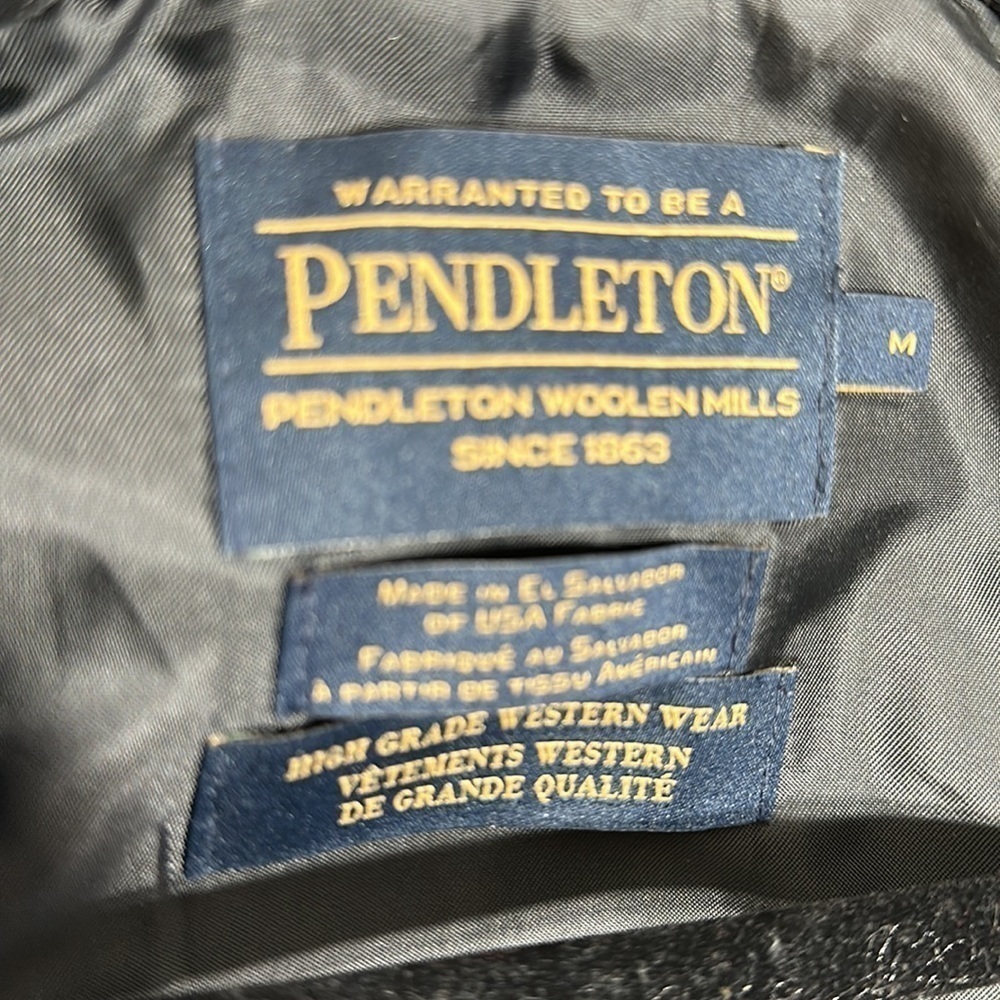 WARRANTED TO BE A
PENDLETON®
PENDLETON WOOLEN MILLS
SINCE 1863
M
MADE IN EL SALVADOR
OF USA FABRIC
FABRIQUÉ AU SALVADOR
À PARTIR DE TISSU AMÉRICAIN
HIGH GRADE WESTERN WEAR
VÊTEMENTS WESTERN
DE GRANDE QUALITÉ